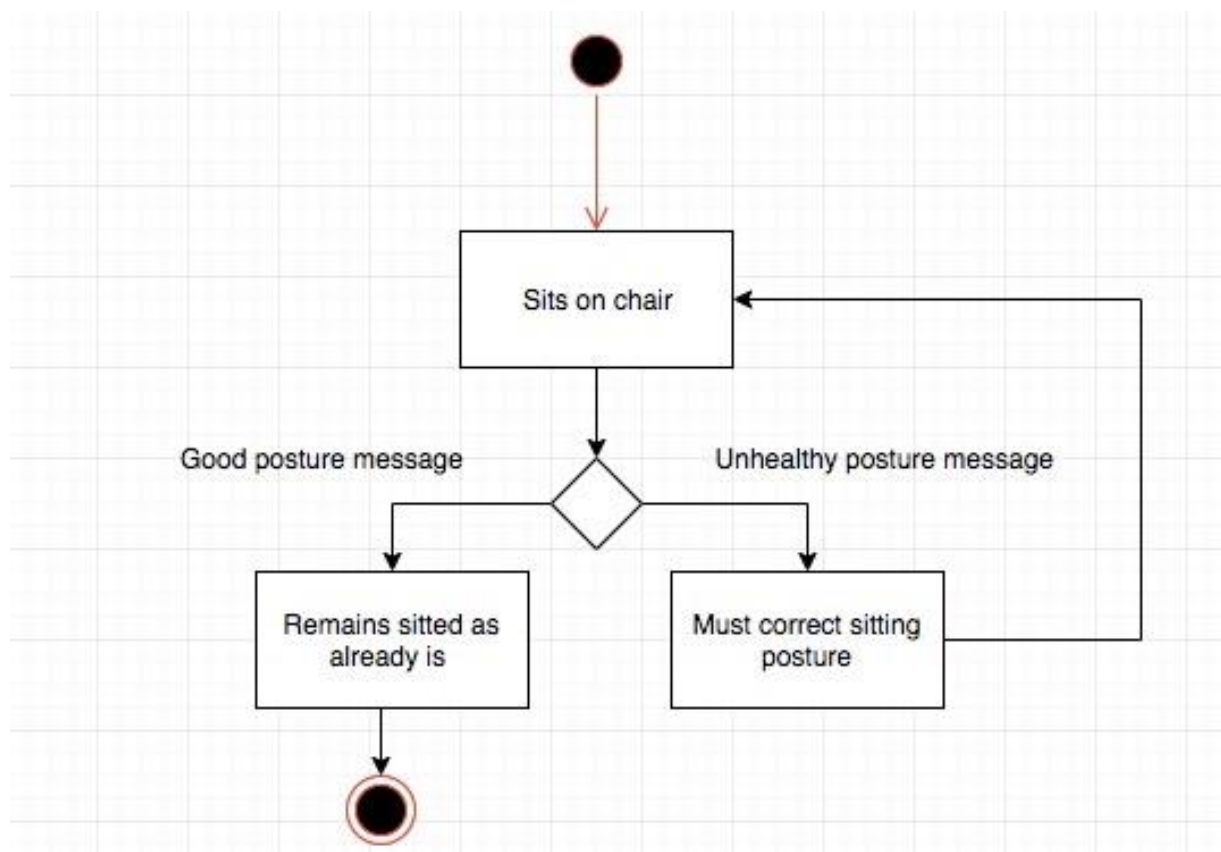 Sits on chair
Good posture message
Unhealthy posture message
Remains sitted as
already is
Must correct sitting
posture